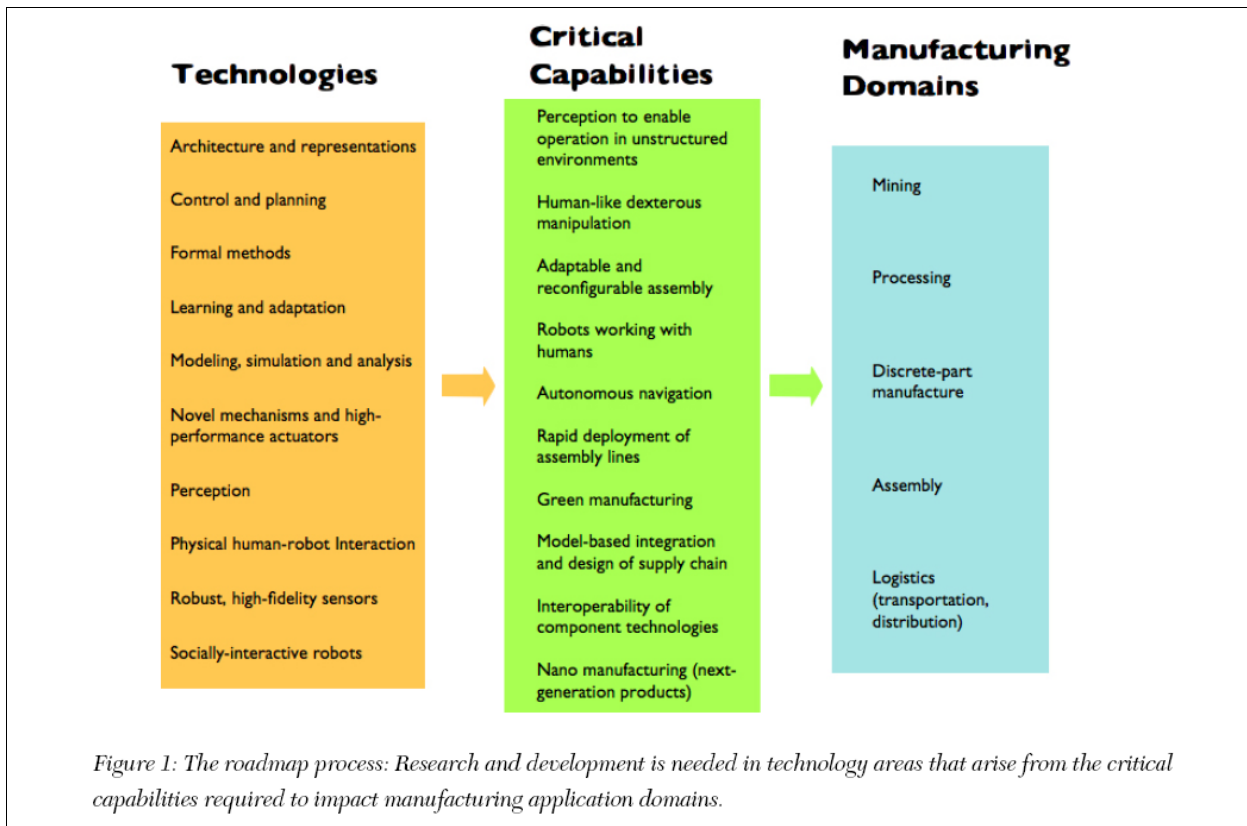 Technologies
Architecture and representations
Control and planning
Formal methods
Learning and adaptation
Modeling, simulation and analysis
Novel mechanisms and high-
performance actuators
Perception
Physical human-robot Interaction
Robust, high-fidelity sensors
Socially-interactive robots
Critical
Capabilities
Perception to enable
operation in unstructured
environments
Human-like dexterous
manipulation
Adaptable and
reconfigurable assembly
Robots working with
humans
Autonomous navigation
Rapid deployment of
assembly lines
Green manufacturing
Model-based integration
and design of supply chain
Interoperability of
component technologies
Nano manufacturing (next-
generation products)
Manufacturing
Domains
Mining
Processing
Discrete-part
manufacture
Assembly
Logistics
(transportation,
distribution)
Figure 1: The roadmap process: Research and development is needed in technology areas that arise from the critical
capabilities required to impact manufacturing application domains.